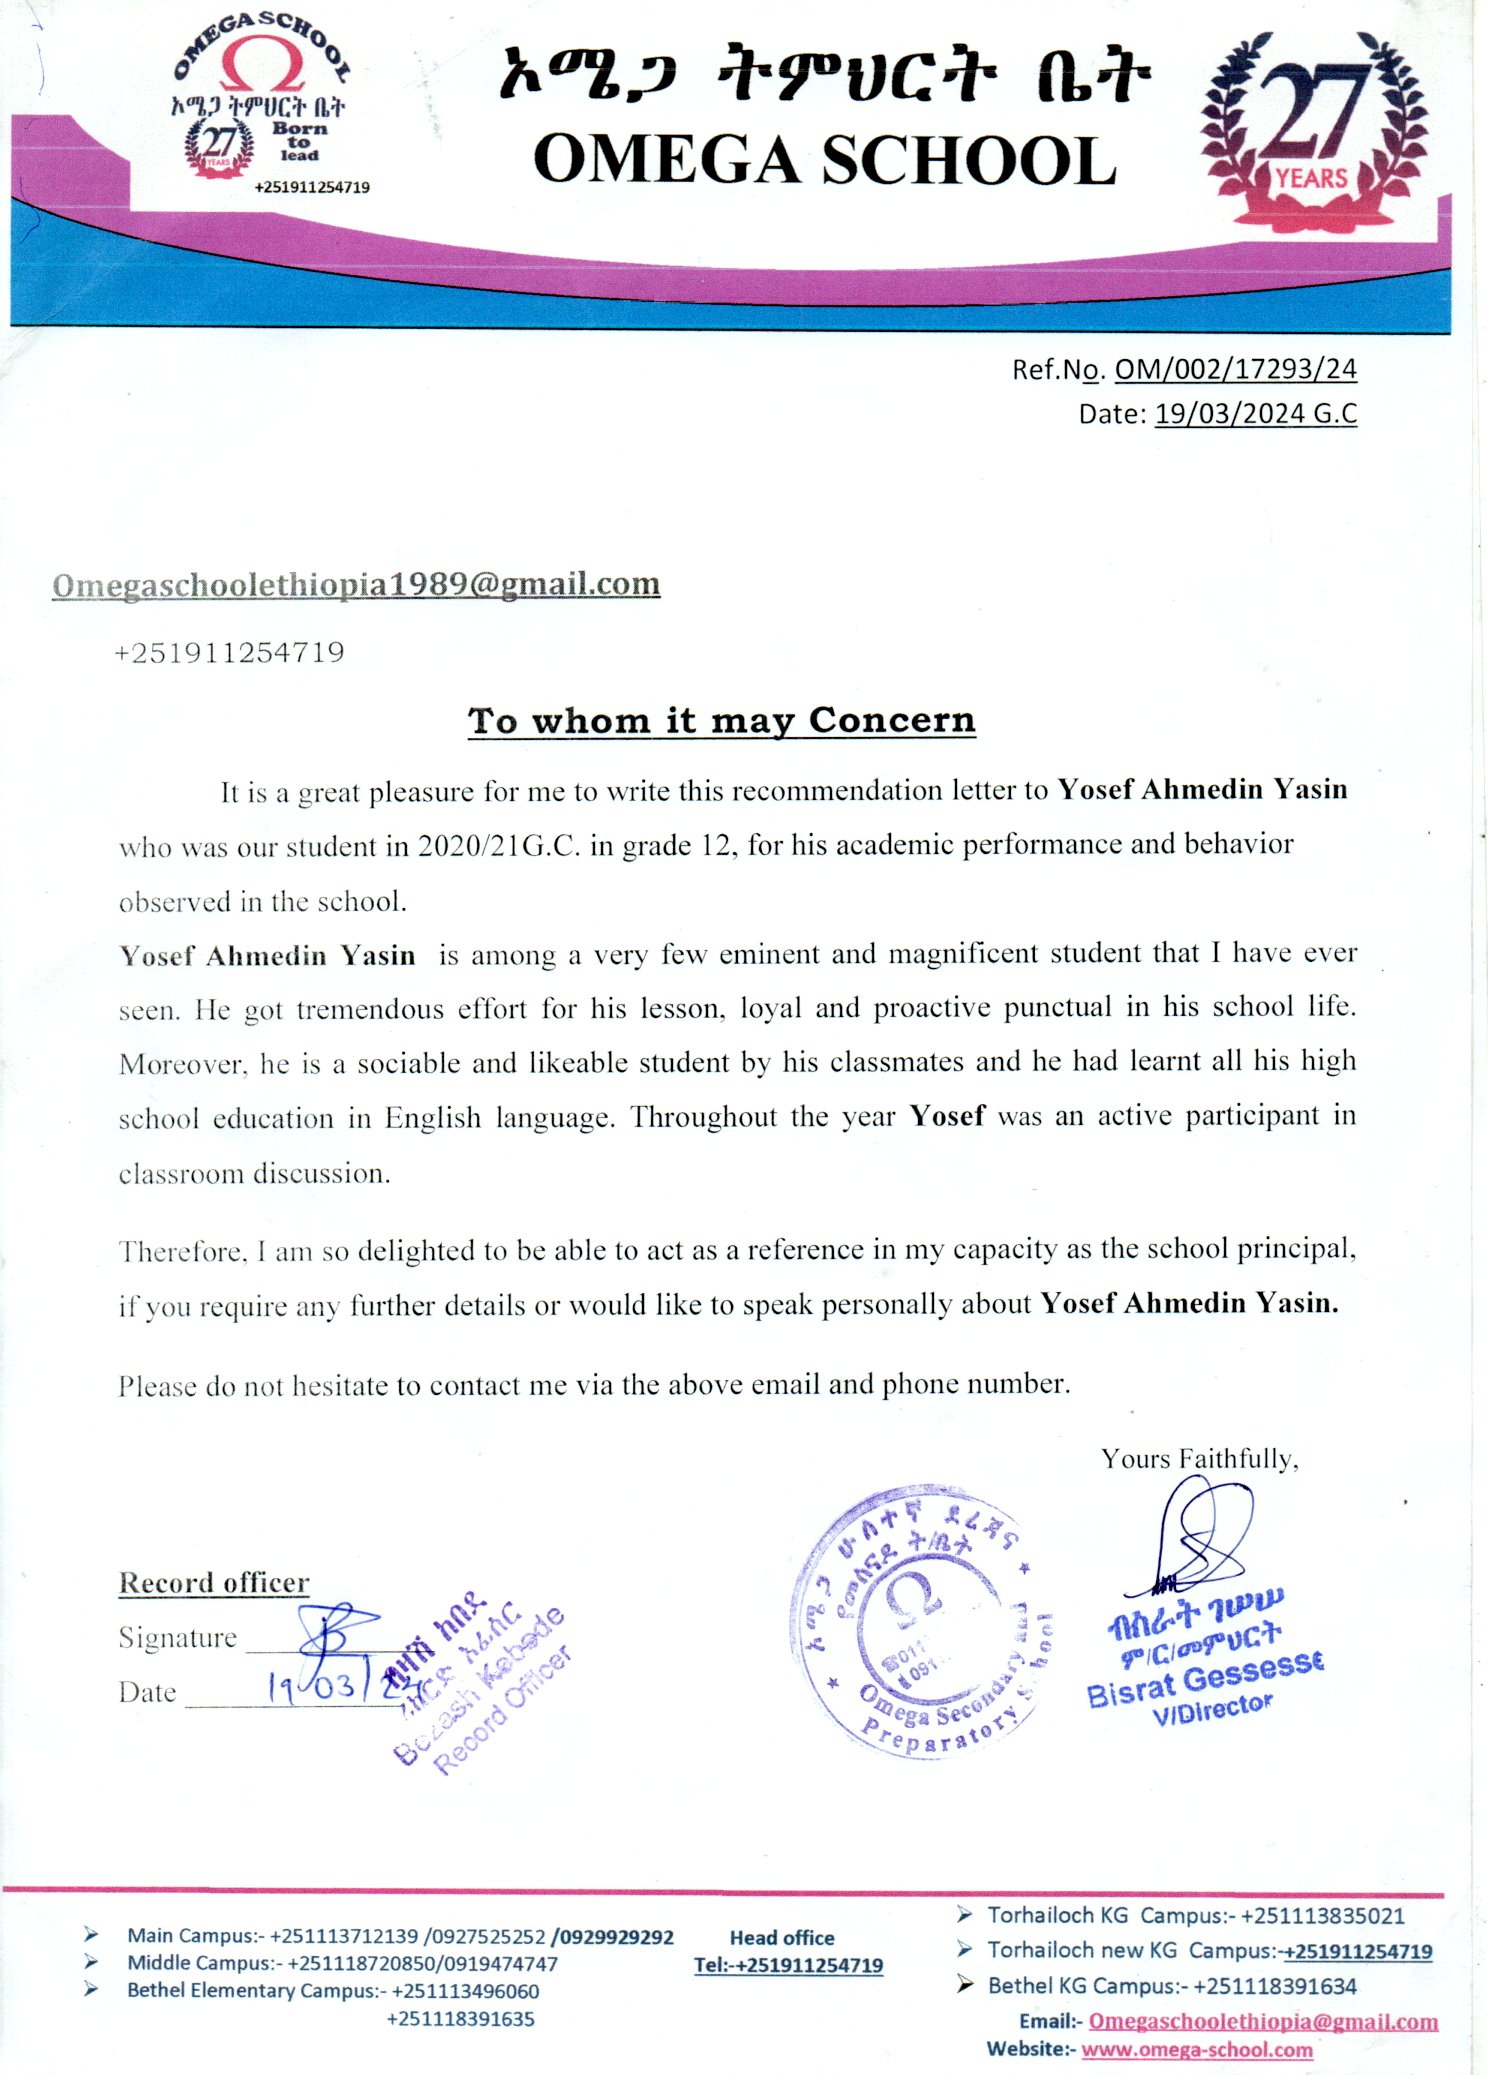 OMEGA SCHOOL
Ω
ኦሜጋ ትምህርት ቤት
27
YEARS
Born
to
lead
+251911254719
ኦሜጋ ትምህርት ቤት
OMEGA SCHOOL
27
YEARS
Ref.No. OM/002/17293/24
Date: 19/03/2024 G.C
Omegaschoolethiopia1989@gmail.com
+251911254719
To whom it may Concern
It is a great pleasure for me to write this recommendation letter to Yosef Ahmedin Yasin
who was our student in 2020/21G.C. in grade 12, for his academic performance and behavior
observed in the school.
Yosef Ahmedin Yasin is among a very few eminent and magnificent student that I have ever
seen. He got tremendous effort for his lesson, loyal and proactive punctual in his school life.
Moreover, he is a sociable and likeable student by his classmates and he had learnt all his high
school education in English language. Throughout the year Yosef was an active participant in
classroom discussion.
Therefore, I am so delighted to be able to act as a reference in my capacity as the school principal,
if you require any further details or would like to speak personally about Yosef Ahmedin Yasin.
Please do not hesitate to contact me via the above email and phone number.
Yours Faithfully,
Record officer
Signature
Date 19/03/24
ቤዛሽ ከበደ
ሪከርድ ኦፊሰር
Bezash Kebede
Record Officer
ኦሜጋ ሁለተኛ ደረጃና
የመሰናዶ ት/ቤት
Ω
Omega Secondary and
Preparatory School
ብስራት ገሠሠ
ም/ር/መምህርት
Bisrat Gessesse
V/Director
Main Campus:- +251113712139 /0927525252 /0929929292
Middle Campus:- +251118720850/0919474747
Bethel Elementary Campus:- +251113496060
+251118391635
Head office
Tel:-+251911254719
Torhailoch KG Campus:- +251113835021
Torhailoch new KG Campus:-+251911254719
Bethel KG Campus:- +251118391634
Email:- Omegaschoolethiopia@gmail.com
Website:- www.omega-school.com